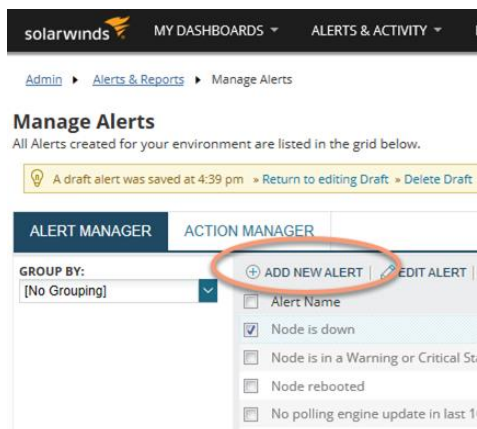 solarwinds MY DASHBOARDS ALERTS & ACTIVITY
Admin Alerts & Reports Manage Alerts
Manage Alerts
All Alerts created for your environment are listed in the grid below.
A draft alert was saved at 4:39 pm » Return to editing Draft » Delete Draft
ALERT MANAGER ACTION MANAGER
GROUP BY:
[No Grouping]
ADD NEW ALERT | EDIT ALERT |
Alert Name
Node is down
Node is in a Warning or Critical
Node rebooted
No polling engine update in last